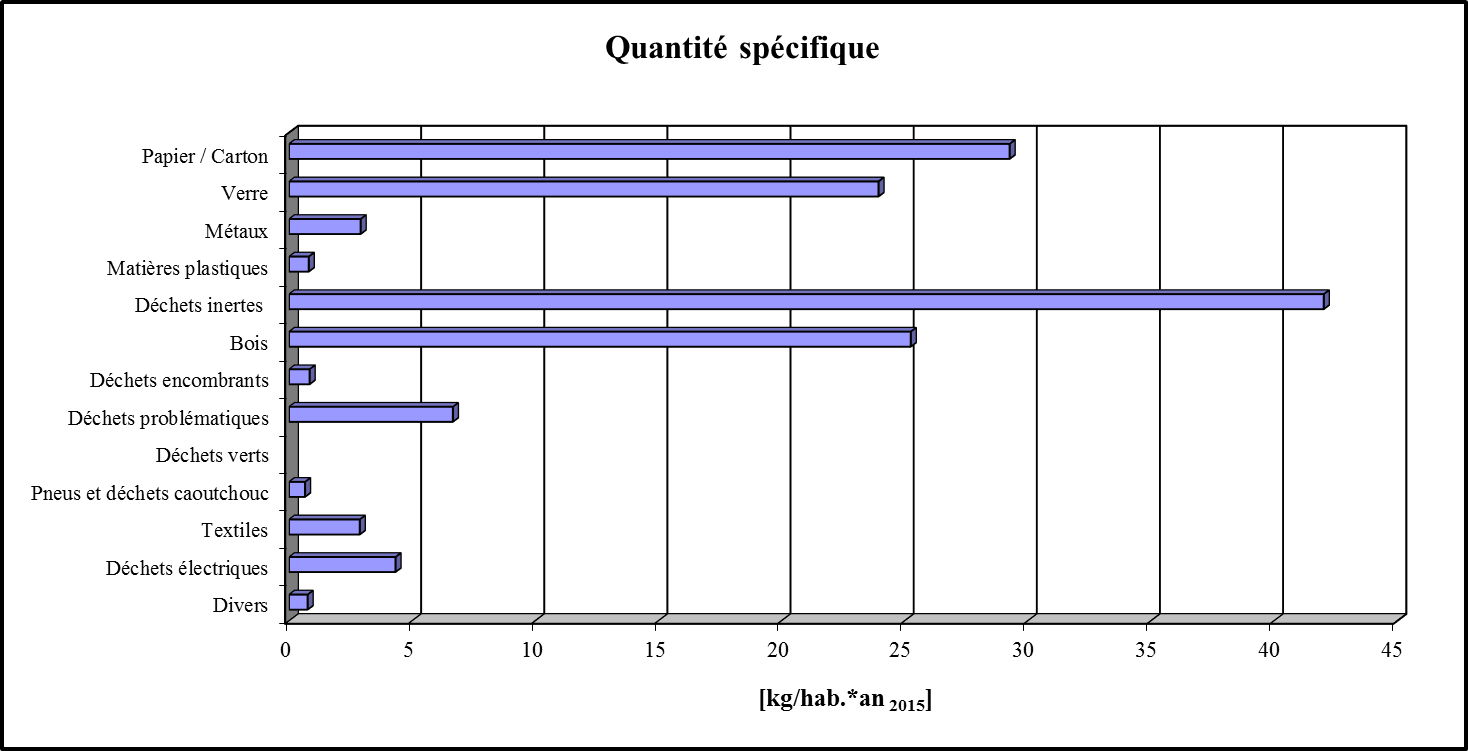 Quantité spécifique
Papier / Carton
Verre
Métaux
Matières plastiques
Déchets inertes
Bois
Déchets encombrants
Déchets problématiques
Déchets verts
Pneus et déchets caoutchouc
Textiles
Déchets électriques
Divers
0 5 10 15 20 25 30 35 40 45
[kg/hab.*an 2015]